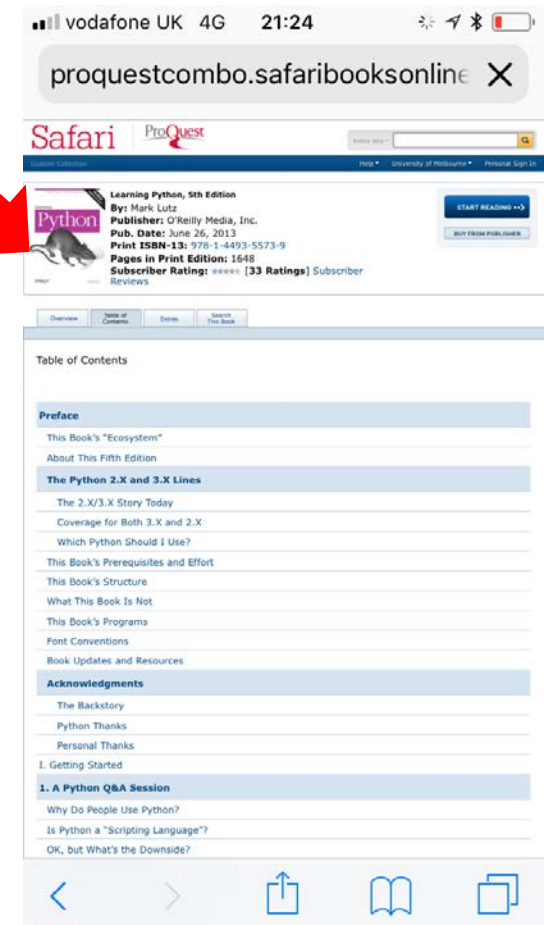 vodafone UK 4G 21:24
proquestcombo.safaribooksonline
Safari ProQuest
Entire Site
Custom Collection Help University of Melbourne Personal Sign In
Python
Learning Python, 5th Edition
By: Mark Lutz
Publisher: O'Reilly Media, Inc.
Pub. Date: June 26, 2013
Print ISBN-13: 978-1-4493-5573-9
Pages in Print Edition: 1648
Subscriber Rating: [33 Ratings] Subscriber
Reviews
START READING
BUY FROM PUBLISHER
Overview
Table of
Contents
Extras
Search
This Book
Table of Contents
Preface
This Book's "Ecosystem"
About This Fifth Edition
The Python 2.X and 3.X Lines
The 2.X/3.X Story Today
Coverage for Both 3.X and 2.X
Which Python Should I Use?
This Book's Prerequisites and Effort
This Book's Structure
What This Book Is Not
This Book's Programs
Font Conventions
Book Updates and Resources
Acknowledgments
The Backstory
Python Thanks
Personal Thanks
I. Getting Started
1. A Python Q&A Session
Why Do People Use Python?
Is Python a "Scripting Language"?
OK, but What's the Downside?